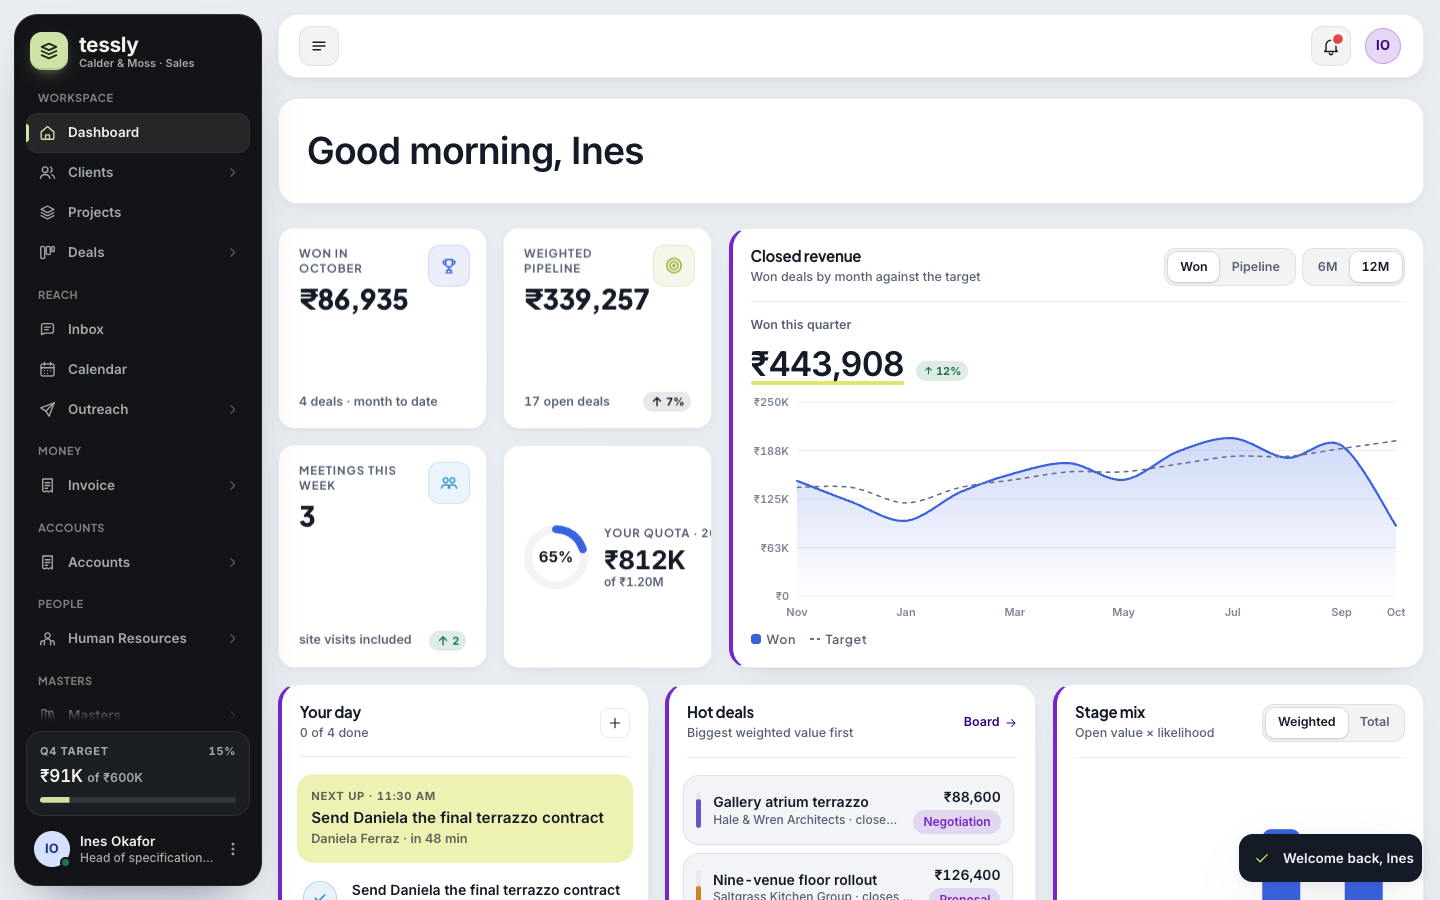 tessly
Calder & Moss · Sales
WORKSPACE
Dashboard
Clients
Projects
Deals
REACH
Inbox
Calendar
Outreach
MONEY
Invoice
ACCOUNTS
Accounts
PEOPLE
Human Resources
MASTERS
Masters
Q4 TARGET 15%
₹91K of ₹600K
IO
Ines Okafor
Head of specification...
IO
Good morning, Ines
WON IN
OCTOBER
₹86,935
4 deals · month to date
WEIGHTED
PIPELINE
₹339,257
17 open deals ↑ 7%
MEETINGS THIS
WEEK
3
site visits included ↑ 2
65%
YOUR QUOTA ·
₹812K
of ₹1.20M
Closed revenue
Won deals by month against the target
Won Pipeline
6M 12M
Won this quarter
₹443,908 ↑ 12%
₹250K
₹188K
₹125K
₹63K
₹0
Nov Jan Mar May Jul Sep Oct
Won Target
Your day
0 of 4 done
NEXT UP · 11:30 AM
Send Daniela the final terrazzo contract
Daniela Ferraz · in 48 min
Send Daniela the final terrazzo contract
Hot deals
Biggest weighted value first
Board →
Gallery atrium terrazzo ₹88,600
Hale & Wren Architects · close... Negotiation
Nine-venue floor rollout ₹126,400
Saltgrass Kitchen Group · closes ... Proposal
Stage mix
Open value × likelihood
Weighted Total
Welcome back, Ines